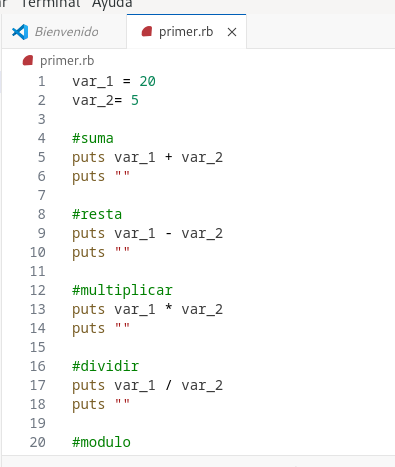 Terminal Ayuda
Bienvenido
primer.rb
primer.rb
1 var_1 = 20
2 var_2= 5
3
4 #suma
5 puts var_1 + var_2
6 puts ""
7
8 #resta
9 puts var_1 - var_2
10 puts ""
11
12 #multiplicar
13 puts var_1 * var_2
14 puts ""
15
16 #dividir
17 puts var_1 / var_2
18 puts ""
19
20 #modulo